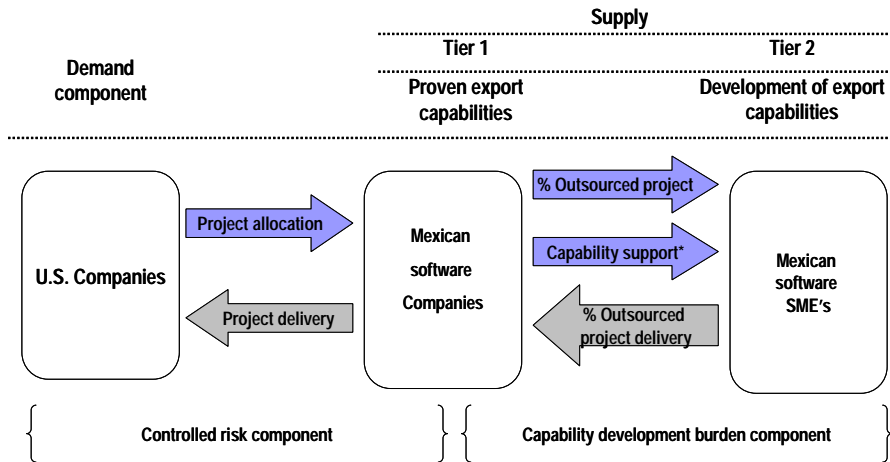 Supply
Demand
component
Tier 1
Tier 2
Proven export
capabilities
Development of export
capabilities
U.S. Companies
Project allocation
Project delivery
Mexican
software
Companies
% Outsourced project
Capability support*
% Outsourced
project delivery
Mexican
software
SME's
Controlled risk component
Capability development burden component